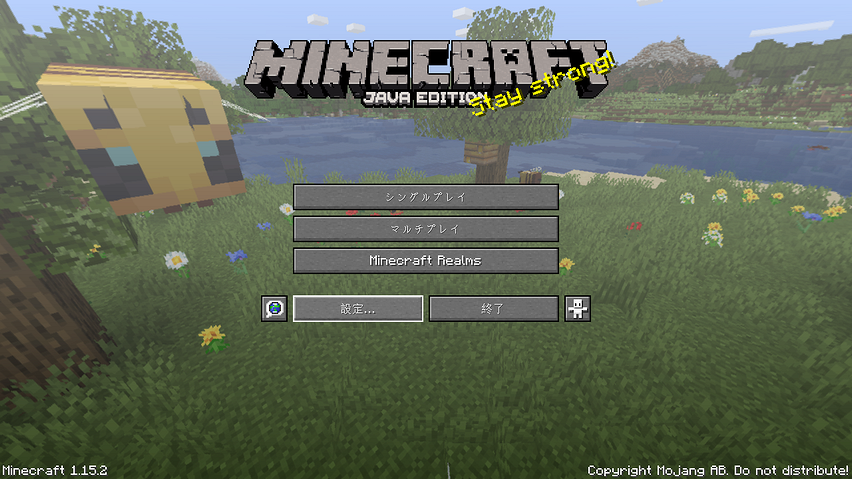 MINECRAFT
JAVA EDITION
Stay strong!
シングルプレイ
マルチプレイ
Minecraft Realms
設定...
終了
Minecraft 1.15.2
Copyright Mojang AB. Do not distribute!